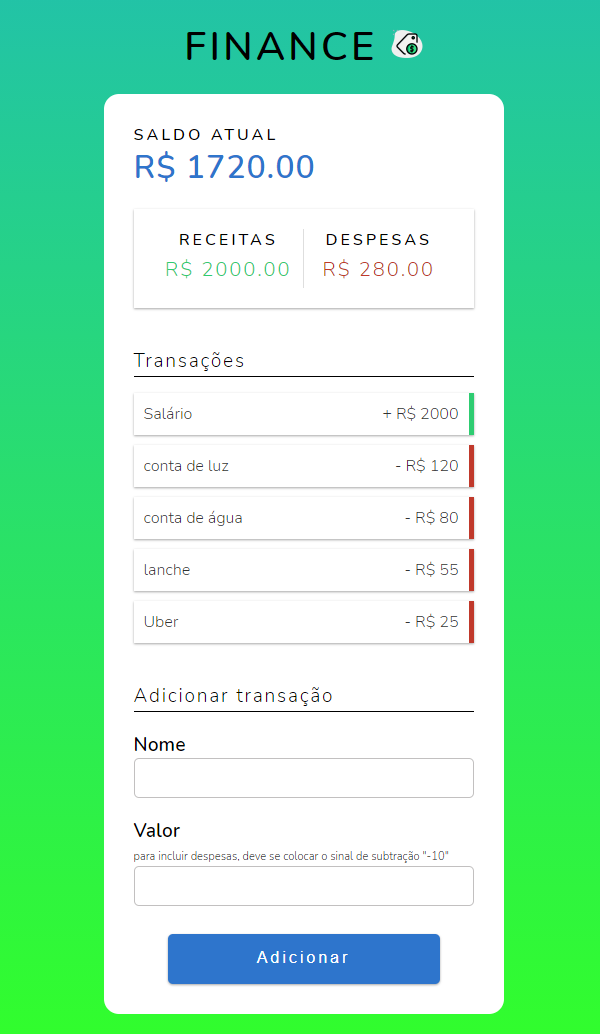 FINANCE
SALDO ATUAL
R$ 1720.00
RECEITAS DESPESAS
R$ 2000.00 R$ 280.00
Transações
Salário + R$ 2000
conta de luz - R$ 120
conta de água - R$ 80
lanche - R$ 55
Uber - R$ 25
Adicionar transação
Nome
Valor
para incluir despesas, deve se colocar o sinal de subtração "-10"
Adicionar